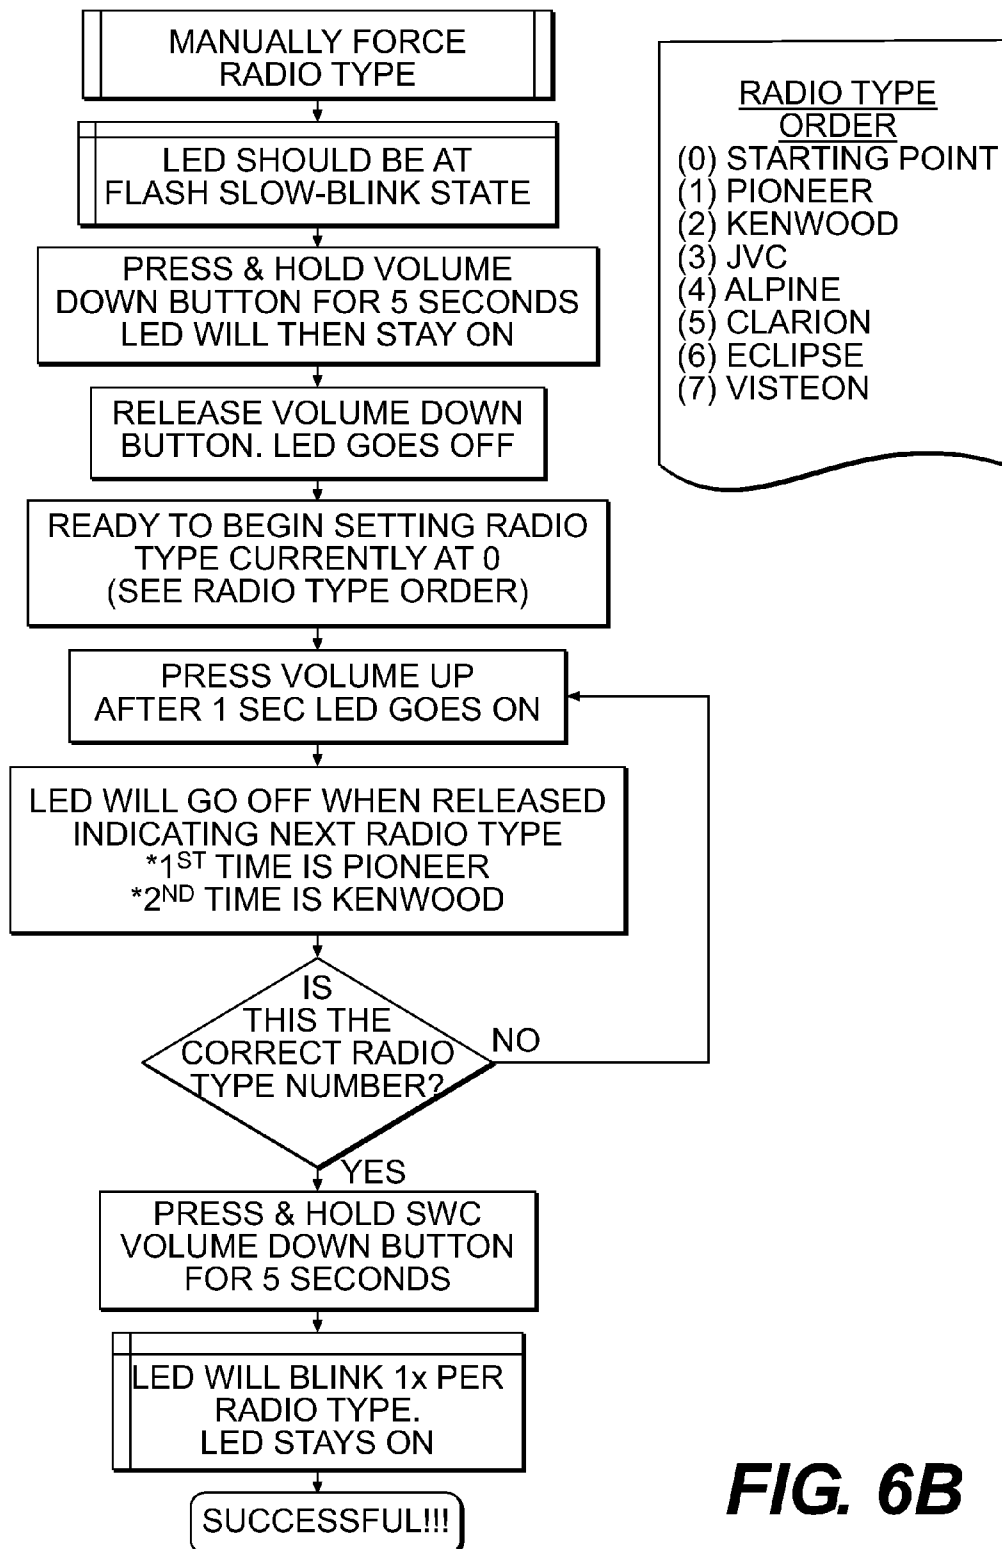 MANUALLY FORCE
RADIO TYPE
LED SHOULD BE AT
FLASH SLOW-BLINK STATE
PRESS & HOLD VOLUME
DOWN BUTTON FOR 5 SECONDS
LED WILL THEN STAY ON
RELEASE VOLUME DOWN
BUTTON. LED GOES OFF
READY TO BEGIN SETTING RADIO
TYPE CURRENTLY AT 0
(SEE RADIO TYPE ORDER)
PRESS VOLUME UP
AFTER 1 SEC LED GOES ON
LED WILL GO OFF WHEN RELEASED
INDICATING NEXT RADIO TYPE
*1ST TIME IS PIONEER
*2ND TIME IS KENWOOD
IS
THIS THE
CORRECT RADIO
TYPE NUMBER?
NO
YES
PRESS & HOLD SWC
VOLUME DOWN BUTTON
FOR 5 SECONDS
LED WILL BLINK 1x PER
RADIO TYPE.
LED STAYS ON
SUCCESSFUL!!!
RADIO TYPE
ORDER
(0) STARTING POINT
(1) PIONEER
(2) KENWOOD
(3) JVC
(4) ALPINE
(5) CLARION
(6) ECLIPSE
(7) VISTEON
FIG. 6B